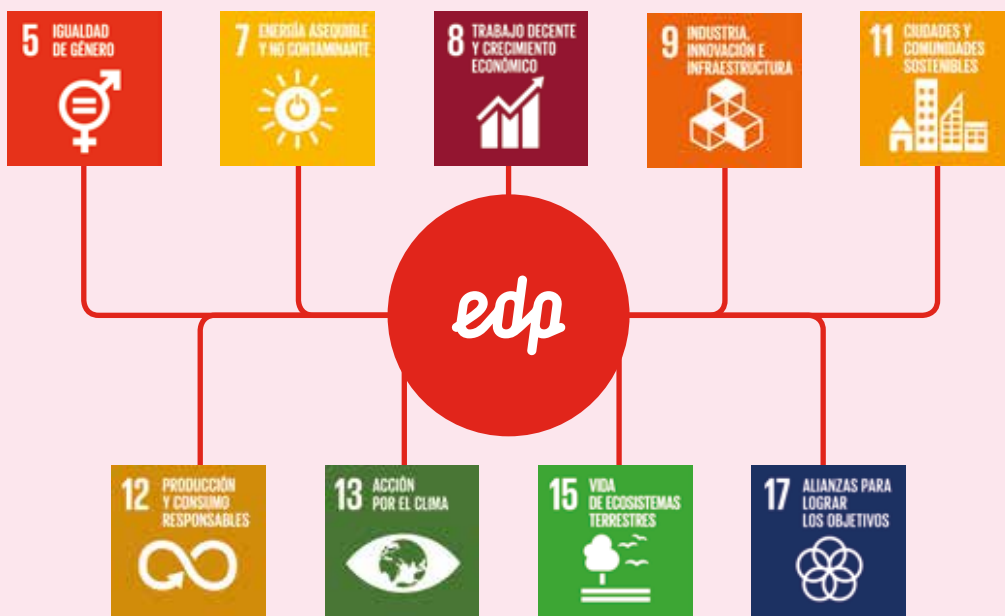 5 IGUALDAD
DE GÉNERO
7 ENERGÍA ASEQUIBLE
Y NO CONTAMINANTE
8 TRABAJO DECENTE
Y CRECIMIENTO
ECONÓMICO
9 INDUSTRIA,
INNOVACIÓN E
INFRAESTRUCTURA
11 CIUDADES Y
COMUNIDADES
SOSTENIBLES
edp
12 PRODUCCIÓN
Y CONSUMO
RESPONSABLES
13 ACCIÓN
POR EL CLIMA
15 VIDA
DE ECOSISTEMAS
TERRESTRES
17 ALIANZAS PARA
LOGRAR
LOS OBJETIVOS